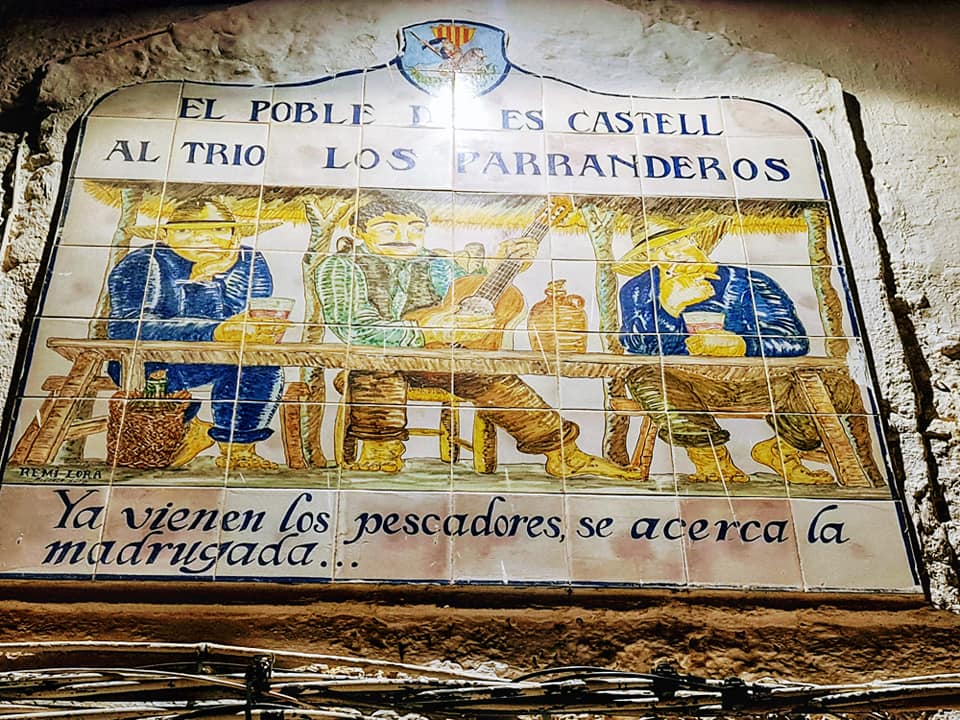 EL POBLE D ES CASTELL
AL TRIO LOS PARRANDEROS
REMI LORA
Ya vienen los pescadores, se acerca la
madrugada...